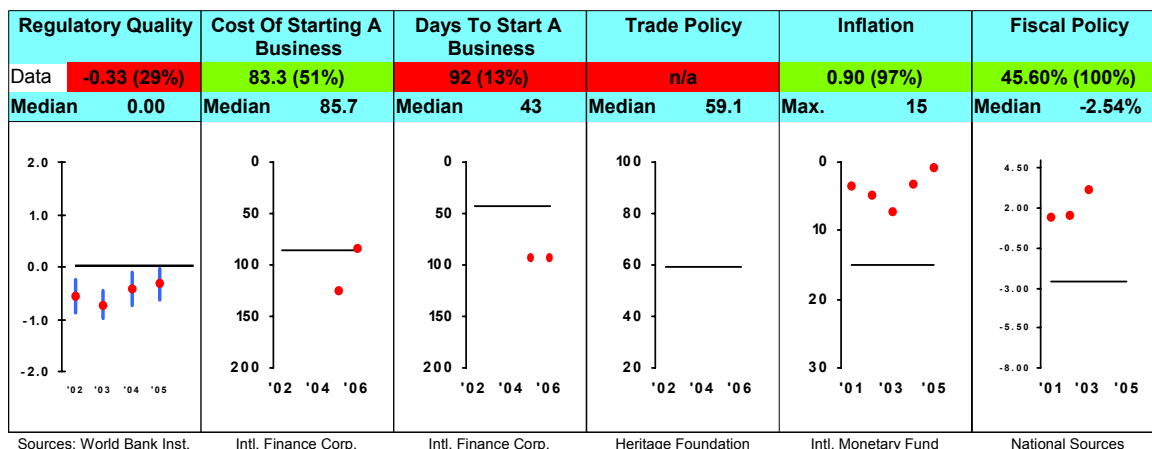 Regulatory Quality
Cost Of Starting A Business
Days To Start A Business
Trade Policy
Inflation
Fiscal Policy
Data -0.33 (29%)
83.3 (51%)
92 (13%)
n/a
0.90 (97%)
45.60% (100%)
Median 0.00
Median 85.7
Median 43
Median 59.1
Max. 15
Median -2.54%
2.0
1.0
0.0
-1.0
-2.0
'02 '03 '04 '05
0
50
100
150
200
'02 '04 '06
0
50
100
150
200
'02 '04 '06
100
80
60
40
20
'02 '04 '06
0
10
20
30
'01 '03 '05
4.50
2.00
-0.50
-3.00
-5.50
-8.00
'01 '03 '05
Sources: World Bank Inst.
Intl. Finance Corp.
Intl. Finance Corp.
Heritage Foundation
Intl. Monetary Fund
National Sources